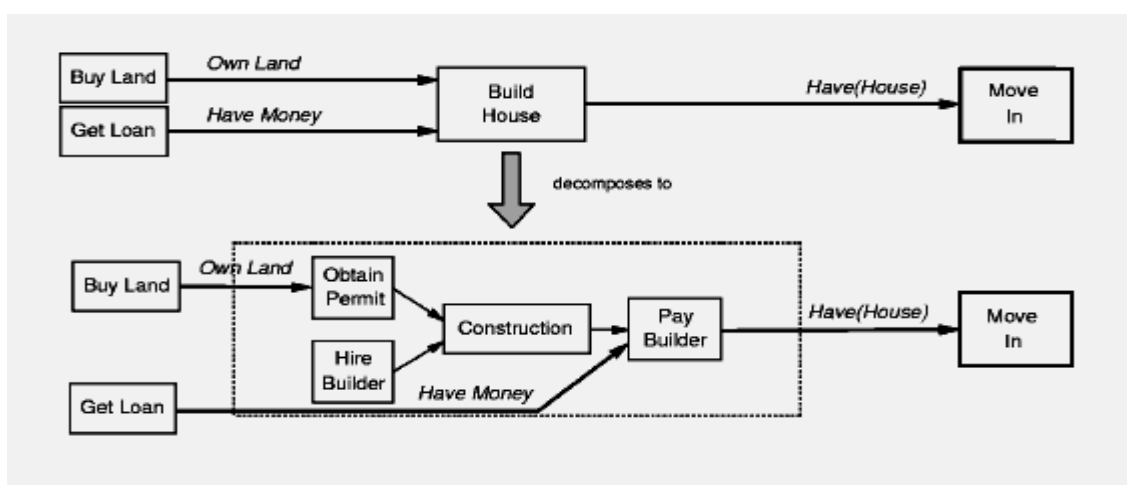 Buy Land
Own Land
Build
House
Have(House)
Move
In
Get Loan
Have Money
decomposes to
Buy Land
Own Land
Obtain
Permit
Construction
Pay
Builder
Have(House)
Move
In
Hire
Builder
Get Loan
Have Money